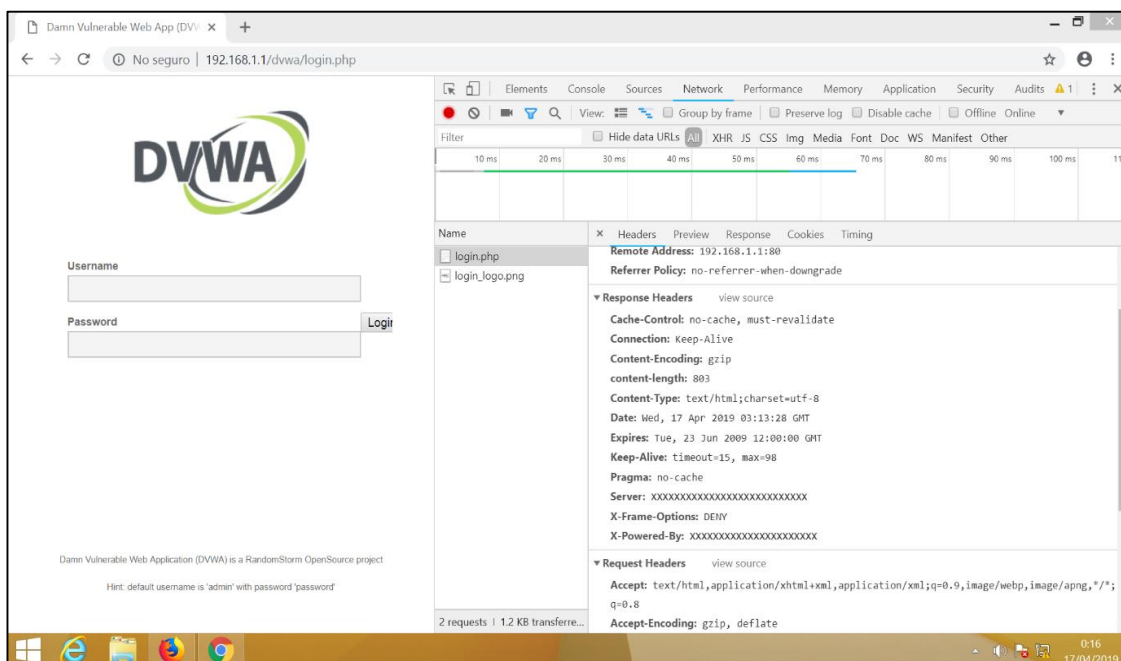 Damn Vulnerable Web App (DVW
No seguro | 192.168.1.1/dvwa/login.php
DVWA
Username
Password
Login
Damn Vulnerable Web Application (DVWA) is a RandomStorm OpenSource project
Hint: default username is 'admin' with password 'password'
Elements Console Sources Network Performance Memory Application Security Audits 1
View: Group by frame Preserve log Disable cache Offline Online
Filter Hide data URLs All XHR JS CSS Img Media Font Doc WS Manifest Other
10 ms 20 ms 30 ms 40 ms 50 ms 60 ms 70 ms 80 ms 90 ms 100 ms 11
Name
login.php
login_logo.png
2 requests | 1.2 KB transferre...
Headers Preview Response Cookies Timing
Remote Address: 192.168.1.1:80
Referrer Policy: no-referrer-when-downgrade
Response Headers view source
Cache-Control: no-cache, must-revalidate
Connection: Keep-Alive
Content-Encoding: gzip
content-length: 803
Content-Type: text/html;charset=utf-8
Date: Wed, 17 Apr 2019 03:13:28 GMT
Expires: Tue, 23 Jun 2009 12:00:00 GMT
Keep-Alive: timeout=15, max=98
Pragma: no-cache
Server: XXXXXXXXXXXXXXXXXXXXXXXXXXX
X-Frame-Options: DENY
X-Powered-By: XXXXXXXXXXXXXXXXXXXXXX
Request Headers view source
Accept: text/html,application/xhtml+xml,application/xml;q=0.9,image/webp,image/apng,*/*;
q=0.8
Accept-Encoding: gzip, deflate
0:16
17/04/2019